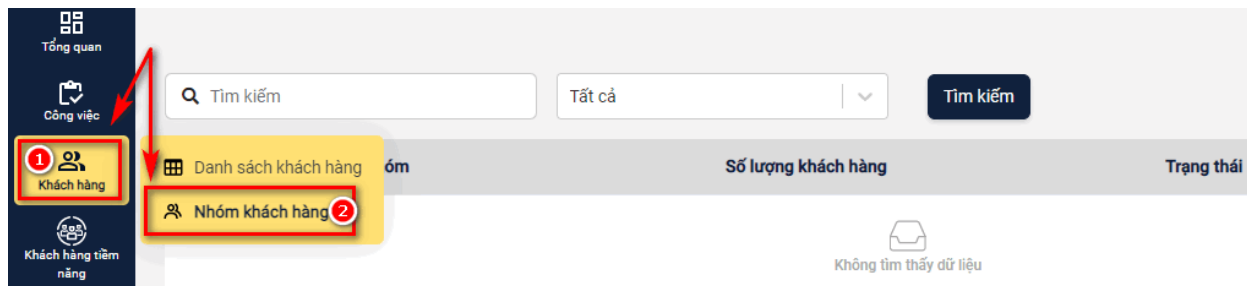 Tổng quan
Công việc
1
Khách hàng
Khách hàng tiềm
năng
Tìm kiếm
Tất cả
Tìm kiếm
Danh sách khách hàng
Nhóm khách hàng 2
óm
Số lượng khách hàng
Trạng thái
Không tìm thấy dữ liệu